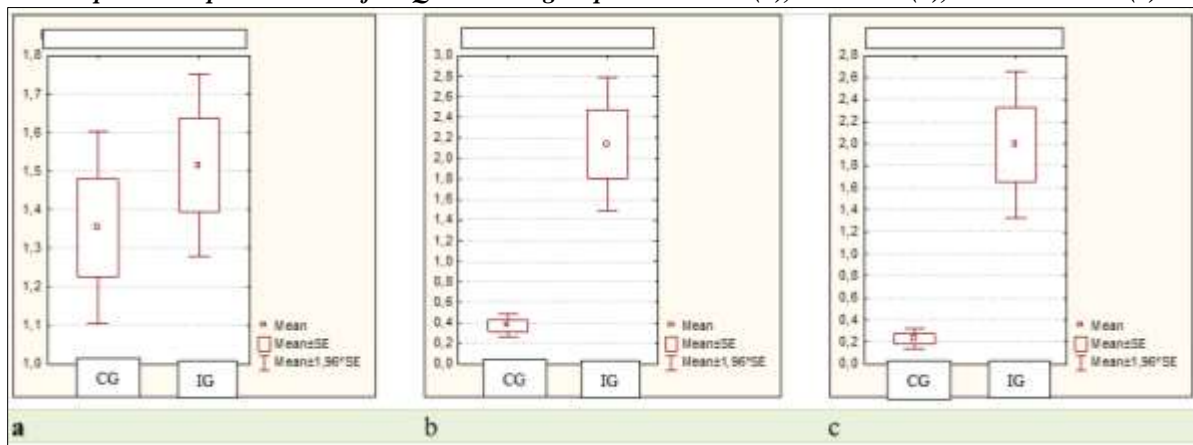 1,8
1,7
1,6
1,5
1,4
1,3
1,2
1,1
1,0
CG IG
Mean
Mean±SE
Mean±1,96*SE
a
3,0
2,8
2,6
2,4
2,2
2,0
1,8
1,6
1,4
1,2
1,0
0,8
0,6
0,4
0,2
0,0
CG IG
Mean
Mean±SE
Mean±1,96*SE
b
2,8
2,6
2,4
2,2
2,0
1,8
1,6
1,4
1,2
1,0
0,8
0,6
0,4
0,2
0,0
CG IG
Mean
Mean±SE
Mean±1,96*SE
c